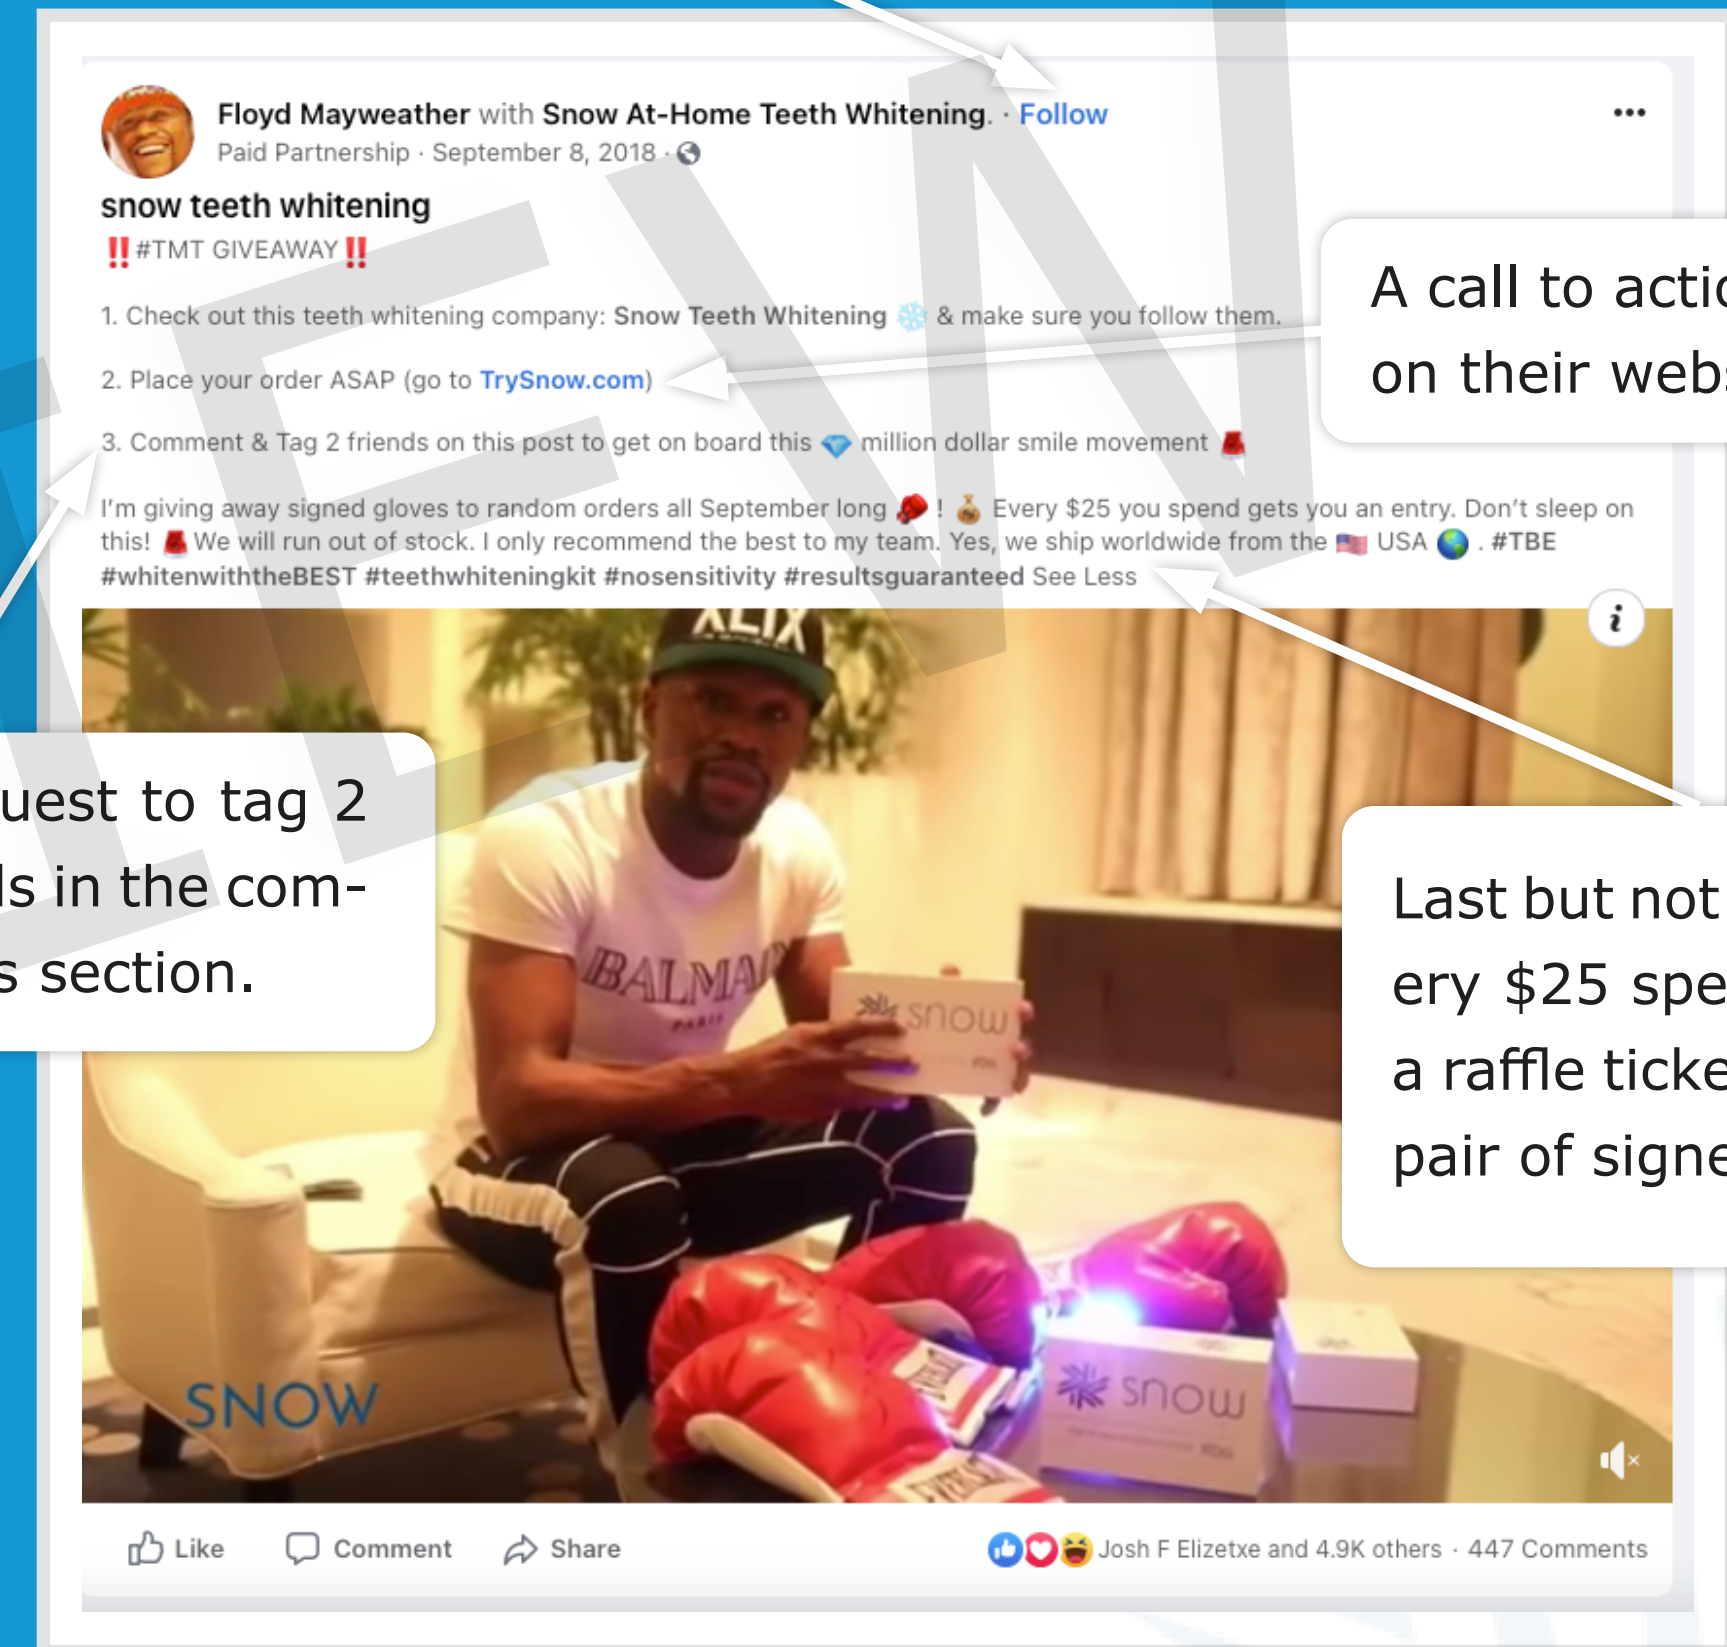 Floyd Mayweather with Snow At-Home Teeth Whitening. · Follow
Paid Partnership · September 8, 2018 ·
snow teeth whitening
‼️#TMT GIVEAWAY‼️
1. Check out this teeth whitening company: Snow Teeth Whitening ❄️ & make sure you follow them.
2. Place your order ASAP (go to TrySnow.com)
3. Comment & Tag 2 friends on this post to get on board this 💎 million dollar smile movement
I'm giving away signed gloves to random orders all September long 🥊 ! 💰 Every $25 you spend gets you an entry. Don't sleep on
this! We will run out of stock. I only recommend the best to my team. Yes, we ship worldwide from the 🇺🇸 USA 🌎 . #TBE
#whitenwiththeBEST #teethwhiteningkit #nosensitivity #resultsguaranteed See Less
A call to actio
on their webs
uest to tag 2
ls in the com-
s section.
Last but not
ery $25 spe
a raffle ticke
pair of signe
XLIX
BALMAIN
PARIS
snow
snow
EVERLAST
SNOW
Like Comment Share Josh F Elizetxe and 4.9K others · 447 Comments